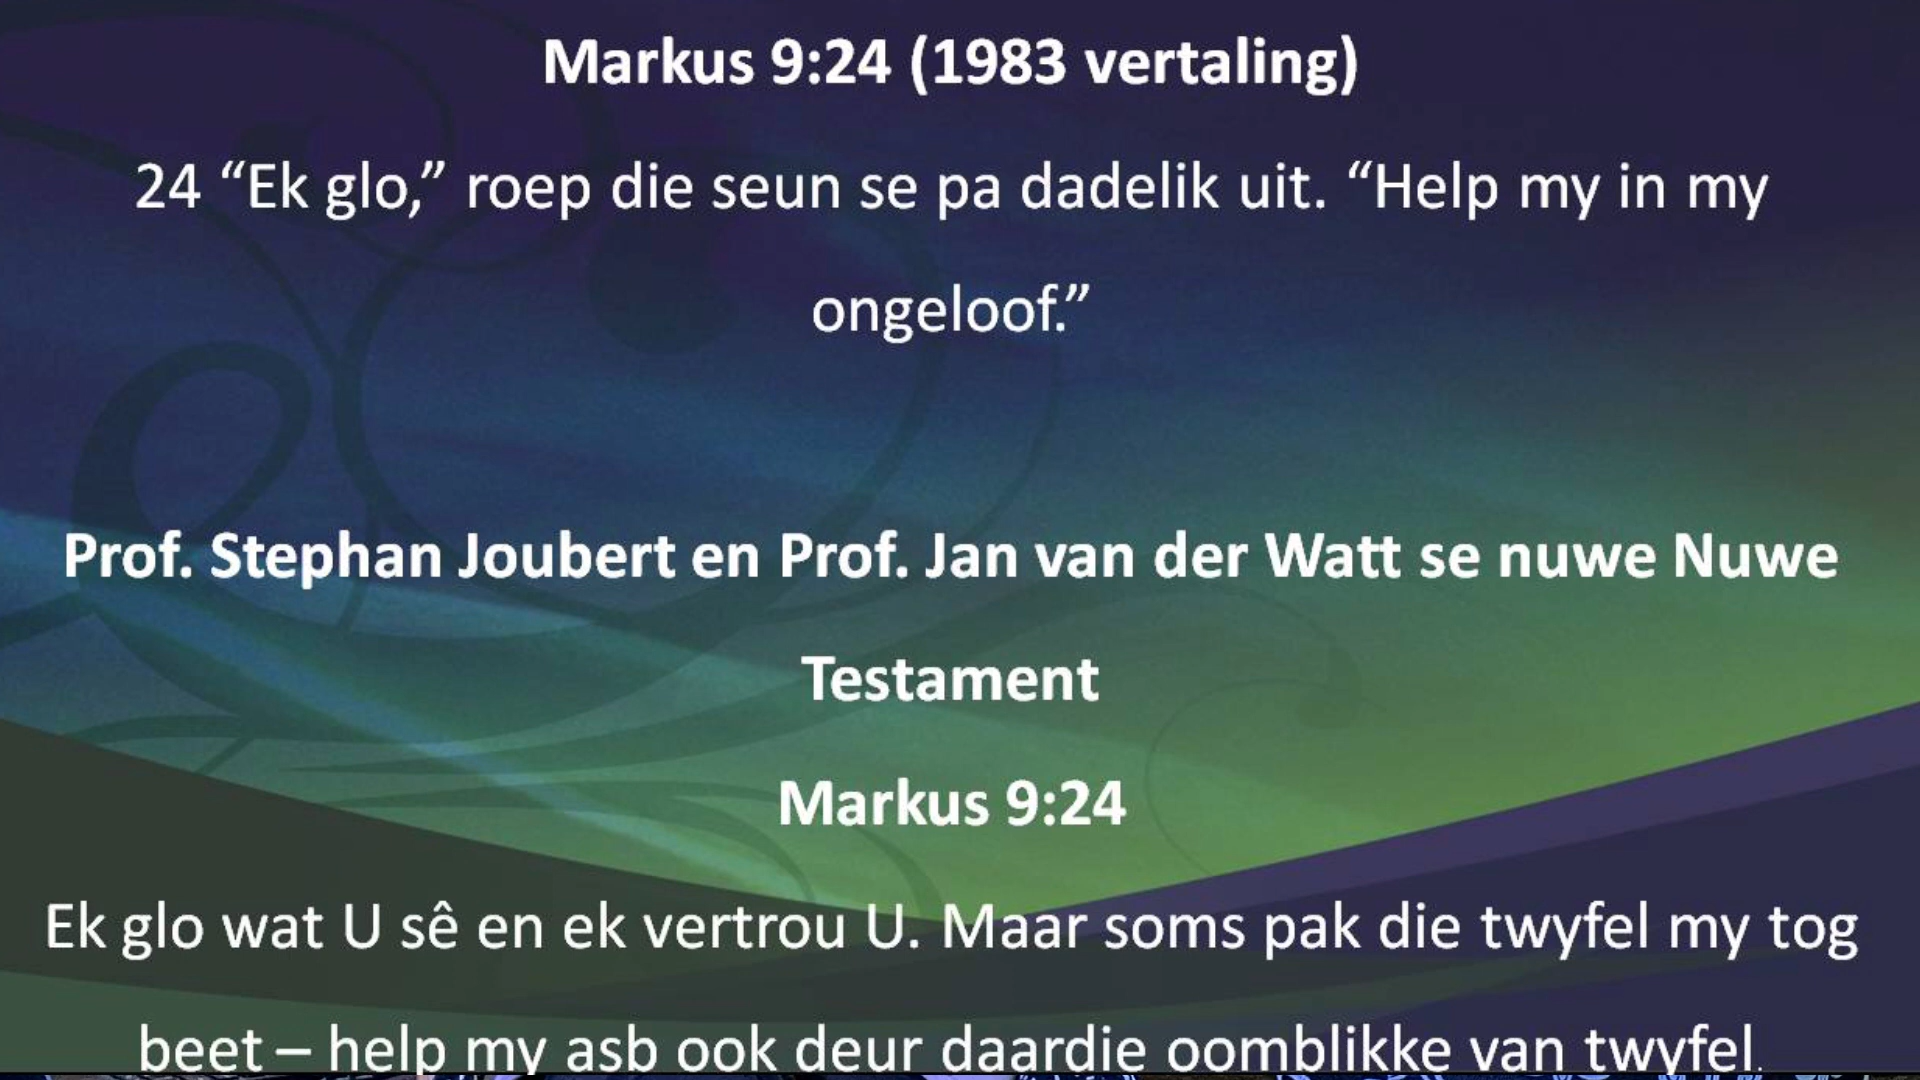 Markus 9:24 (1983 vertaling)
24 “Ek glo,” roep die seun se pa dadelik uit. “Help my in my
ongeloof.”
Prof. Stephan Joubert en Prof. Jan van der Watt se nuwe Nuwe
Testament
Markus 9:24
Ek glo wat U sê en ek vertrou U. Maar soms pak die twyfel my tog
beet – help my asb ook deur daardie oomblikke van twyfel.